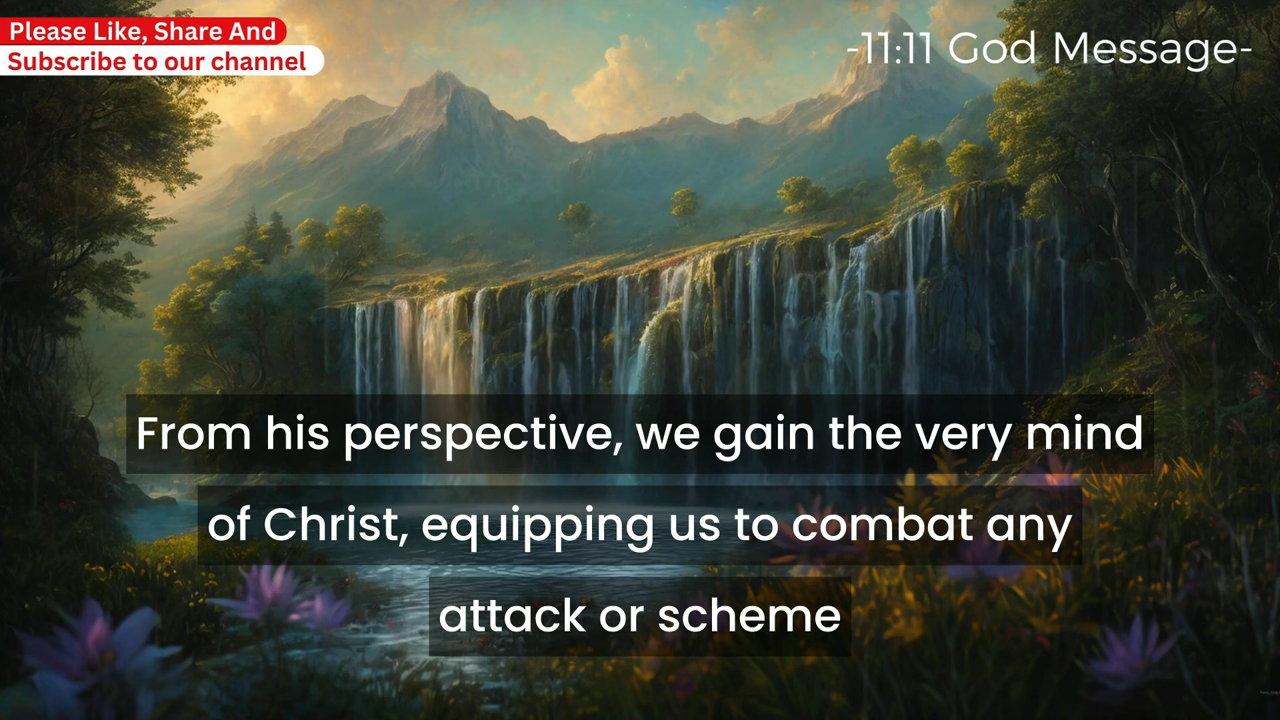 Please Like, Share And
Subscribe to our channel
-11:11 God Message-
From his perspective, we gain the very mind
of Christ, equipping us to combat any
attack or scheme